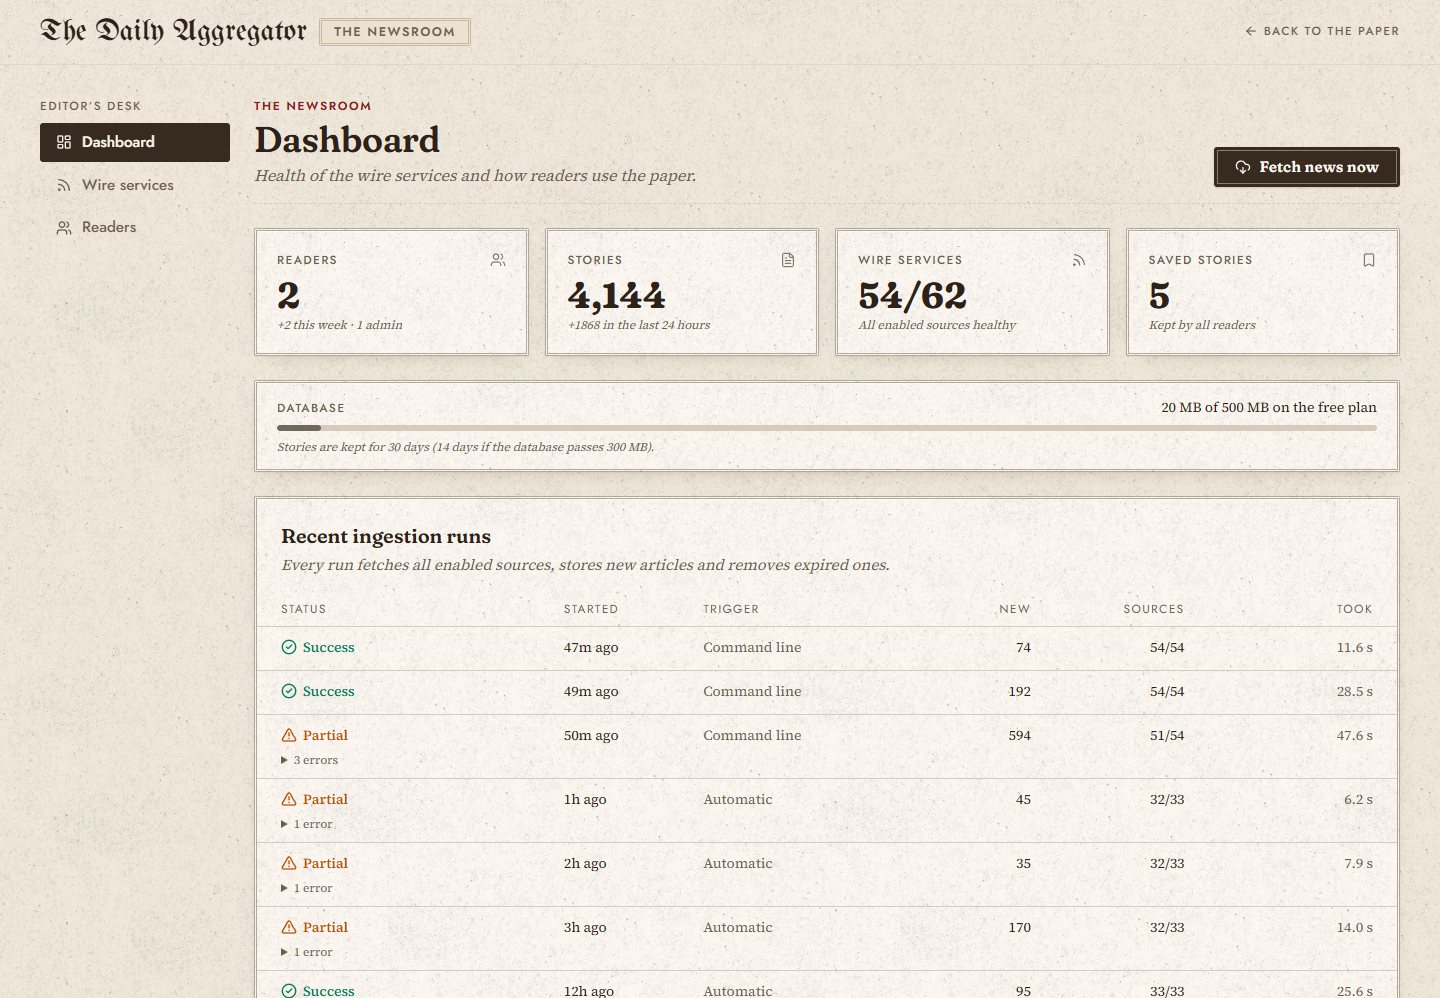 The Daily Aggregator THE NEWSROOM
← BACK TO THE PAPER
EDITOR'S DESK
Dashboard
Wire services
Readers
THE NEWSROOM
Dashboard
Health of the wire services and how readers use the paper.
Fetch news now
READERS
2
+2 this week · 1 admin
STORIES
4,144
+1868 in the last 24 hours
WIRE SERVICES
54/62
All enabled sources healthy
SAVED STORIES
5
Kept by all readers
DATABASE 20 MB of 500 MB on the free plan
Stories are kept for 30 days (14 days if the database passes 300 MB).
Recent ingestion runs
Every run fetches all enabled sources, stores new articles and removes expired ones.
STATUS STARTED TRIGGER NEW SOURCES TOOK
Success 47m ago Command line 74 54/54 11.6 s
Success 49m ago Command line 192 54/54 28.5 s
Partial 50m ago Command line 594 51/54 47.6 s
3 errors
Partial 1h ago Automatic 45 32/33 6.2 s
1 error
Partial 2h ago Automatic 35 32/33 7.9 s
1 error
Partial 3h ago Automatic 170 32/33 14.0 s
1 error
Success 12h ago Automatic 95 33/33 25.6 s